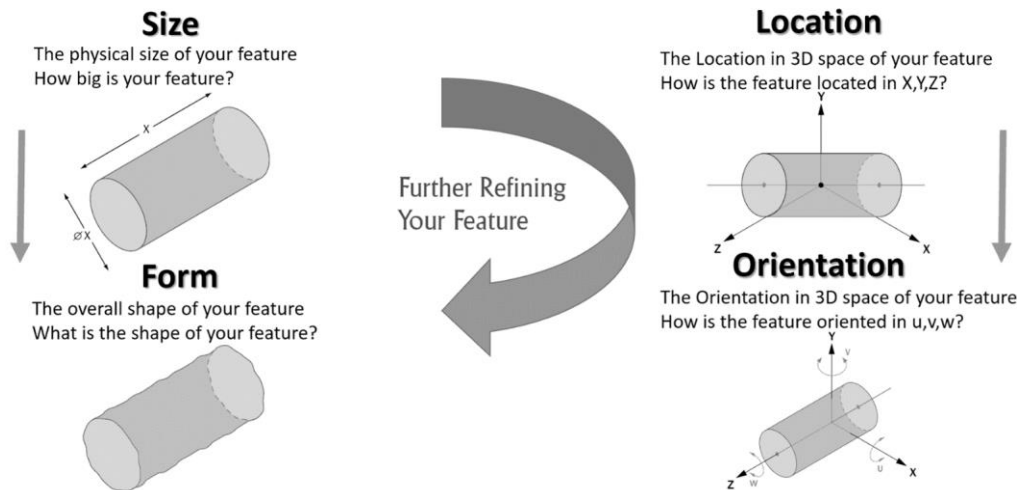 Size
The physical size of your feature
How big is your feature?
X
⌀X
Form
The overall shape of your feature
What is the shape of your feature?
Further Refining
Your Feature
Location
The Location in 3D space of your feature
How is the feature located in X,Y,Z?
Y
Z
X
Orientation
The Orientation in 3D space of your feature
How is the feature oriented in u,v,w?
Y
V
Z
W
U
X